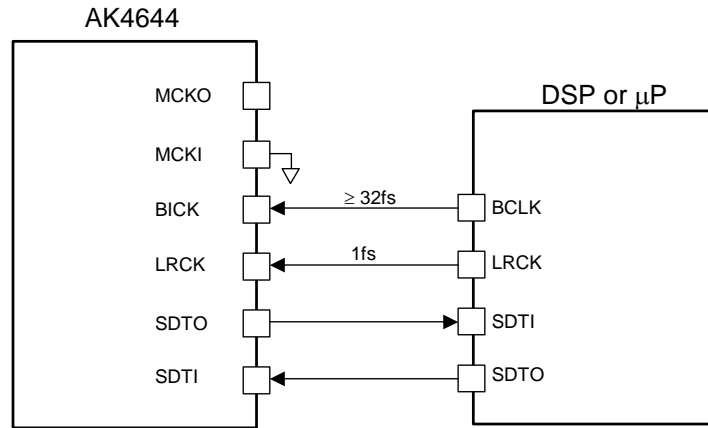 AK4644
DSP or μP
MCKO
MCKI
BICK
≥ 32fs
BCLK
LRCK
1fs
LRCK
SDTO
SDTI
SDTI
SDTO